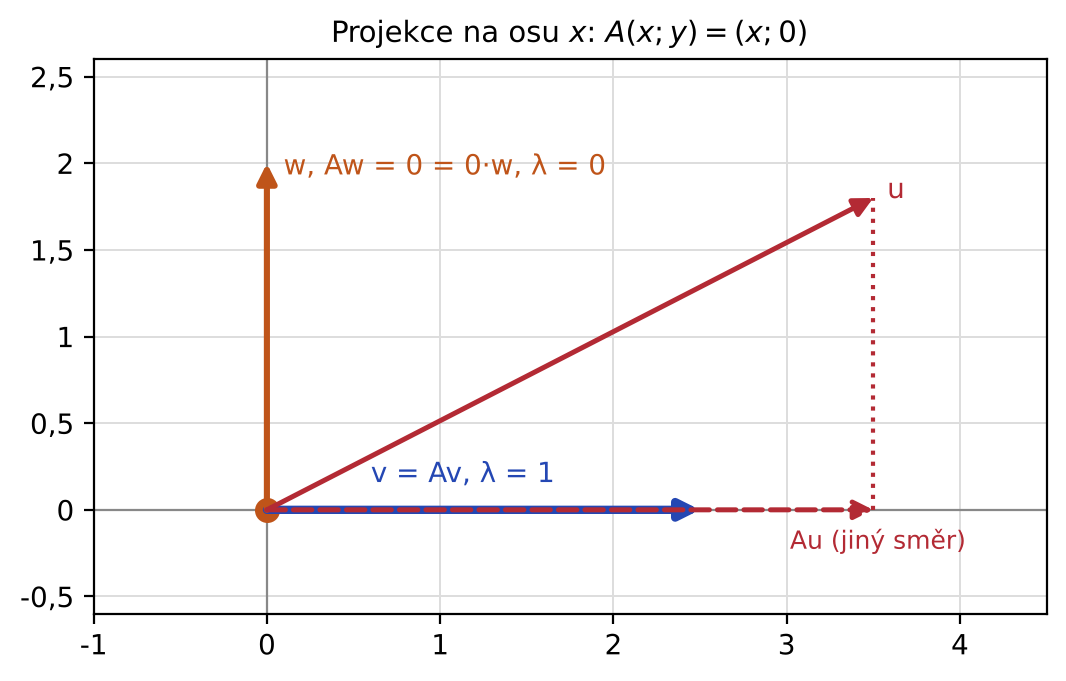 Projekce na osu x: A(x; y) = (x; 0)
2,5
2
w, Aw = 0 = 0·w, λ = 0
u
1,5
1
0,5
v = Av, λ = 1
0
Au (jiný směr)
-0,5
-1 0 1 2 3 4